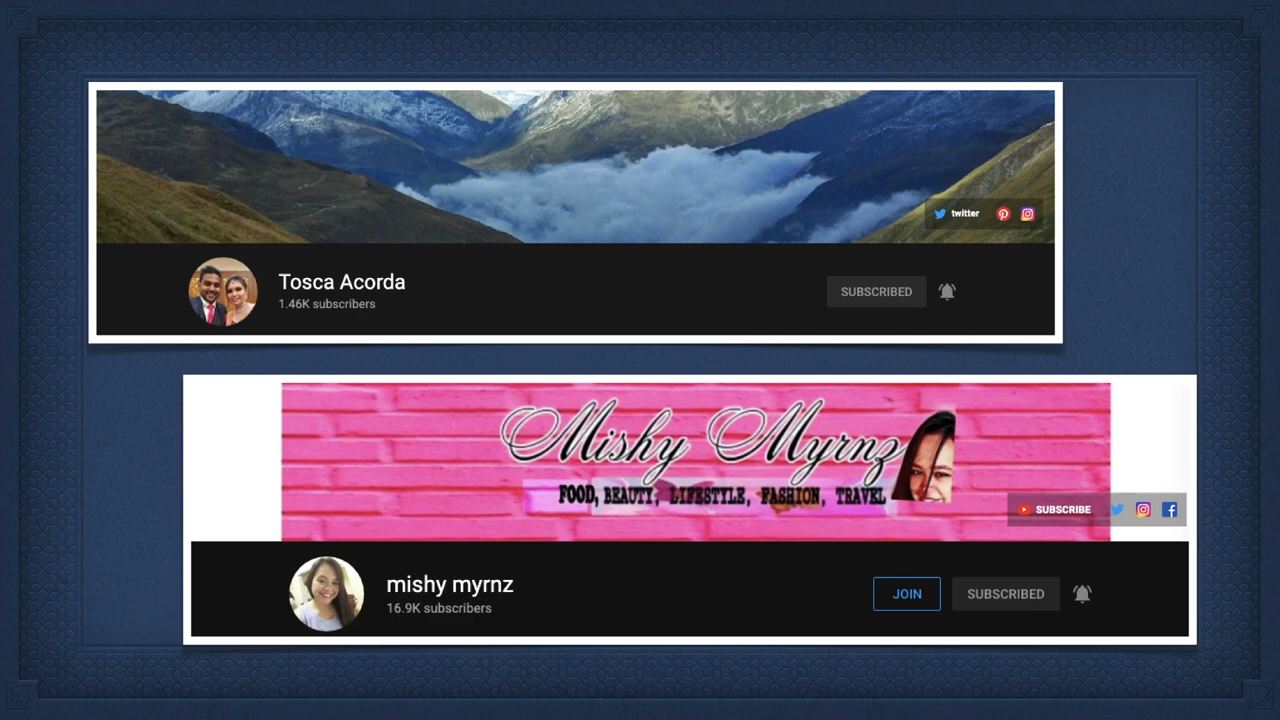 twitter
Tosca Acorda
1.46K subscribers
SUBSCRIBED
Mishy Myrnz
FOOD, BEAUTY, LIFESTYLE, FASHION, TRAVEL
SUBSCRIBE
mishy myrnz
16.9K subscribers
JOIN
SUBSCRIBED